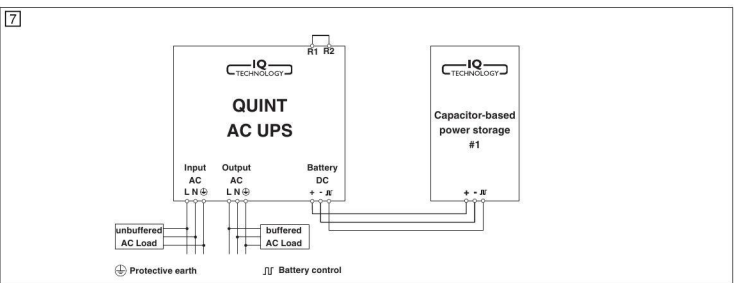 7
R1 R2
IQ
TECHNOLOGY
QUINT
AC UPS
Input
AC
L N
Output
AC
L N
Battery
DC
+ -
IQ
TECHNOLOGY
Capacitor-based
power storage
#1
+ -
unbuffered
AC Load
buffered
AC Load
Protective earth
Battery control